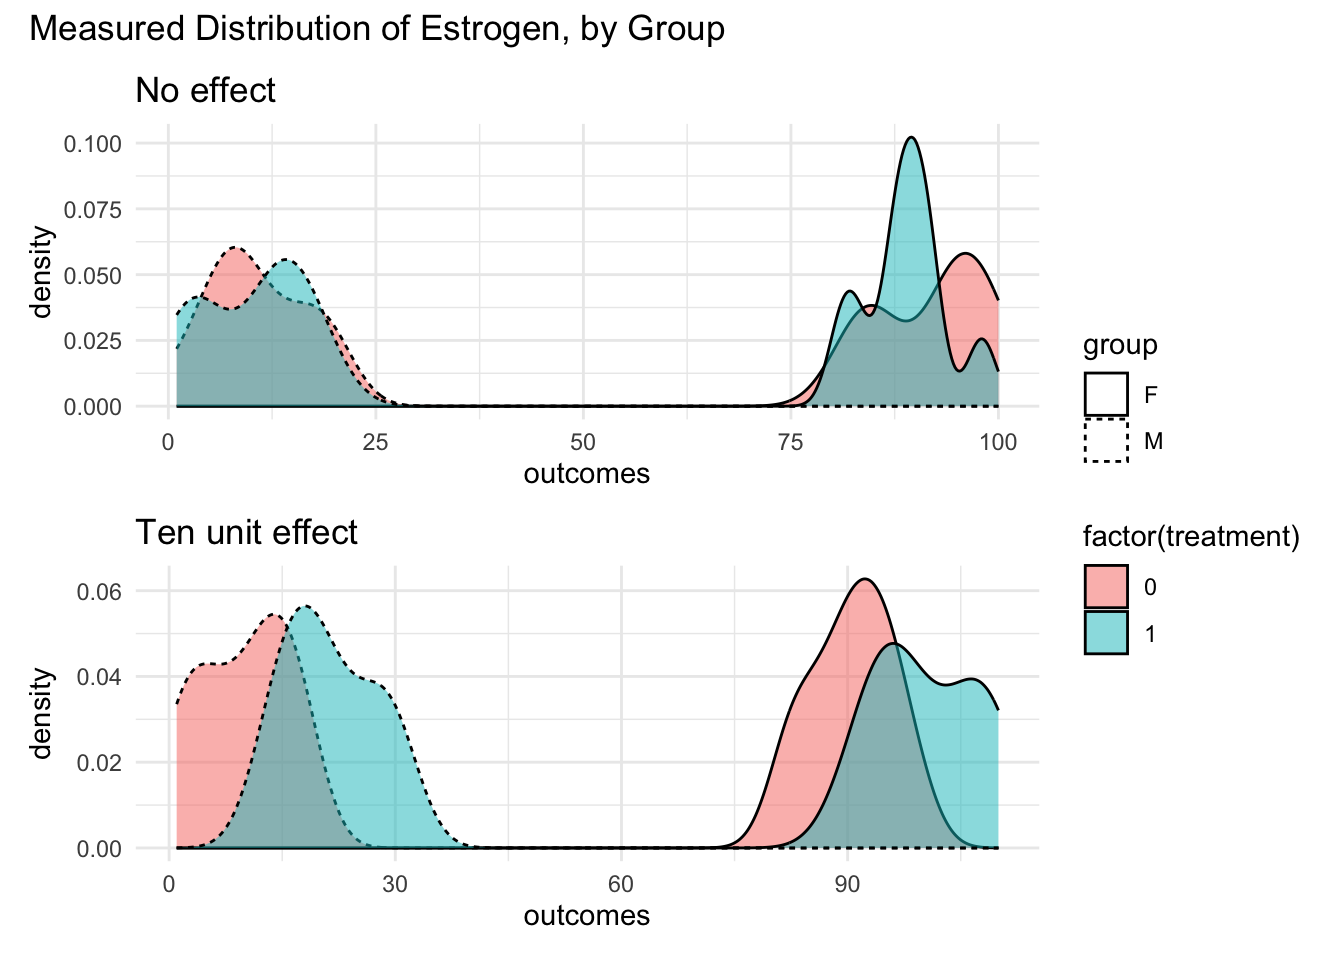 Measured Distribution of Estrogen, by Group
No effect
0.100
0.075
0.050
0.025
0.000
density
0 25 50 75 100
outcomes
Ten unit effect
0.06
0.04
0.02
0.00
density
0 30 60 90
outcomes
group
F
M
factor(treatment)
0
1